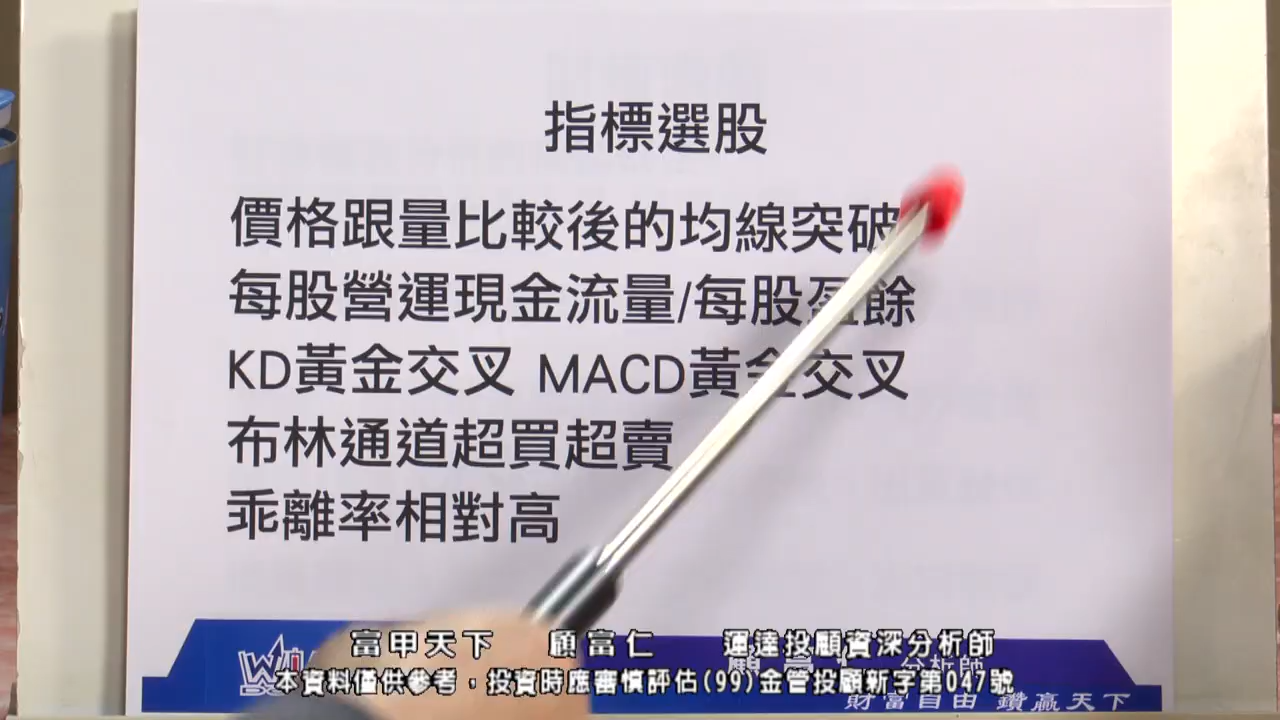 指標選股
價格跟量比較後的均線突破
每股營運現金流量/每股盈餘
KD黃金交叉 MACD黃金交叉
布林通道超買超賣
乖離率相對高
富甲天下 顧富仁 運達投顧資深分析師
本資料僅供參考，投資時應審慎評估(99)金管投顧新字第047號
財富自由 鑽贏天下